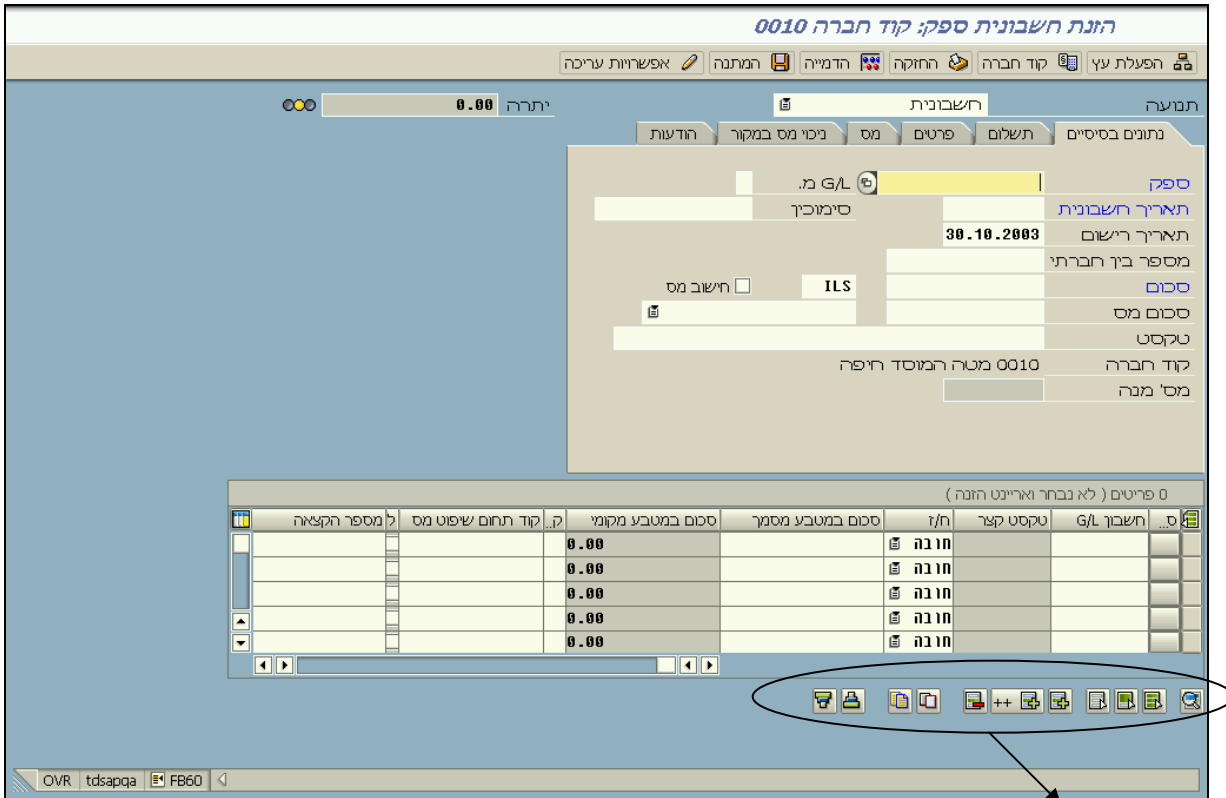 הזנת חשבונית ספק: קוד חברה 0010
הפעלת עץ קוד חברה החזקה הדמייה המתנה אפשרויות עריכה
תנועה חשבונית יתרה 0.00
נתונים בסיסיים תשלום פרטים מס ניכוי מס במקור הודעות
ספק G/L מ.
תאריך חשבונית סימוכין
תאריך רישום 30.10.2003
מספר בין חברתי
סכום ILS חישוב מס
סכום מס
טקסט
קוד חברה 0010 מטה המוסד חיפה
מס' מנה
0 פריטים ( לא נבחר ואריינט הזנה )
ס... חשבון G/L טקסט קצר ח/ז סכום במטבע מסמך סכום במטבע מקומי ק.. קוד תחום שיפוט מס ל מספר הקצאה
חובה 0.00
חובה 0.00
חובה 0.00
חובה 0.00
חובה 0.00
++
FB60 tdsapqa OVR